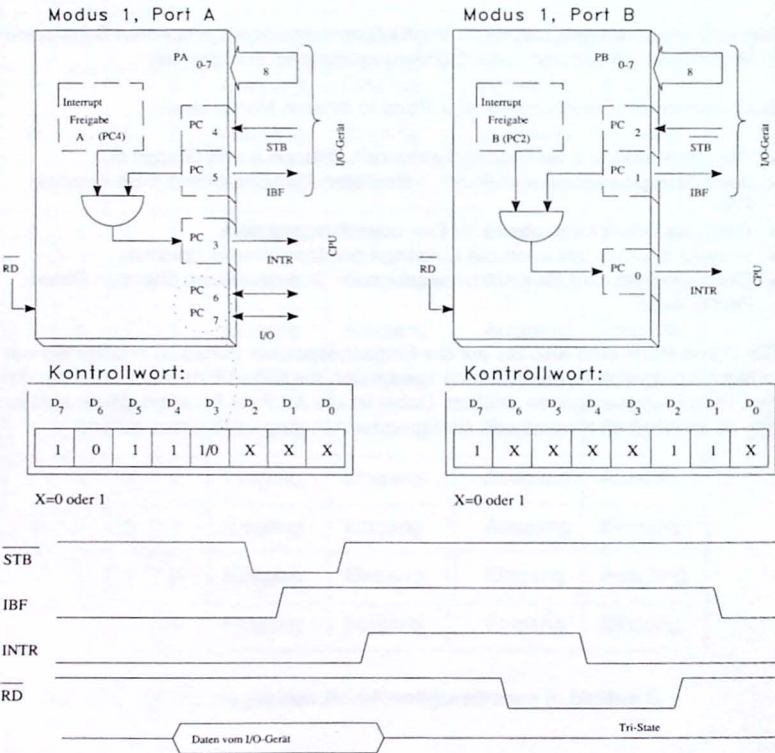 Modus 1, Port A
PA 0-7
8
Interrupt
Freigabe
A (PC4)
PC 4
STB
PC 5
IBF
I/O-Gerät
PC 3
INTR
CPU
RD
6
PC 7
I/O
Kontrollwort:
D7 D6 D5 D4 D3 D2 D1 D0
0 1 1 1/0 X X X
X=0 oder 1
Modus 1, Port B
PB 0-7
8
Interrupt
Freigabe
B (PC2)
PC 2
STB
PC 1
IBF
I/O-Gerät
PC 0
INTR
CPU
RD
Kontrollwort:
D7 D6 D5 D4 D3 D2 D1 D0
1 X X X X 1 X
X=0 oder 1
STB
IBF
INTR
RD
Tri-State
Daten vom I/O-Gerät